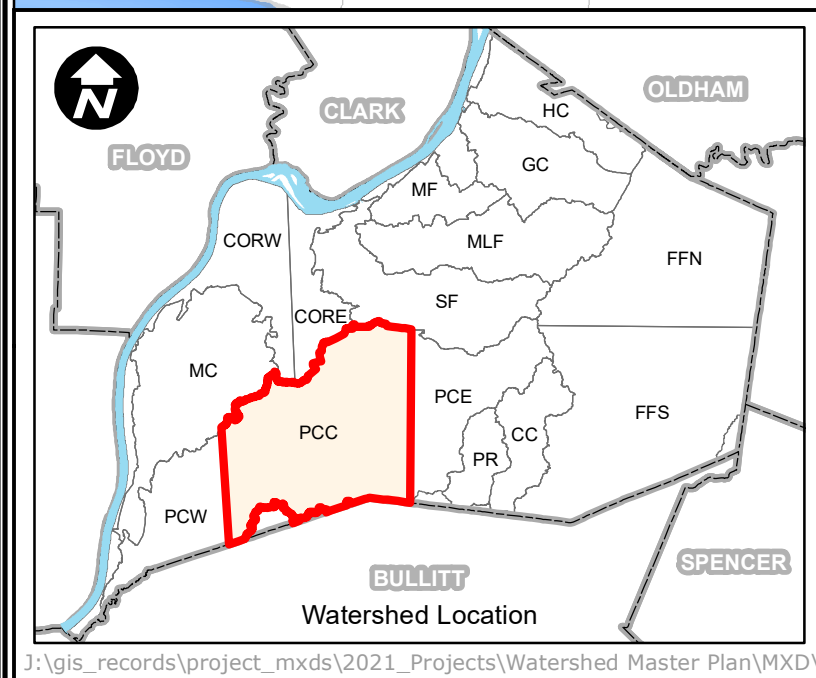 N
OLDHAM
CLARK
HC
FLOYD
GC
MF
CORW
MLF
FFN
SF
CORE
MC
PCE
FFS
PCC
CC
PR
PCW
SPENCER
BULLITT
Watershed Location
J:\gis_records\project_mxds\2021_Projects\Watershed Master Plan\MXD\